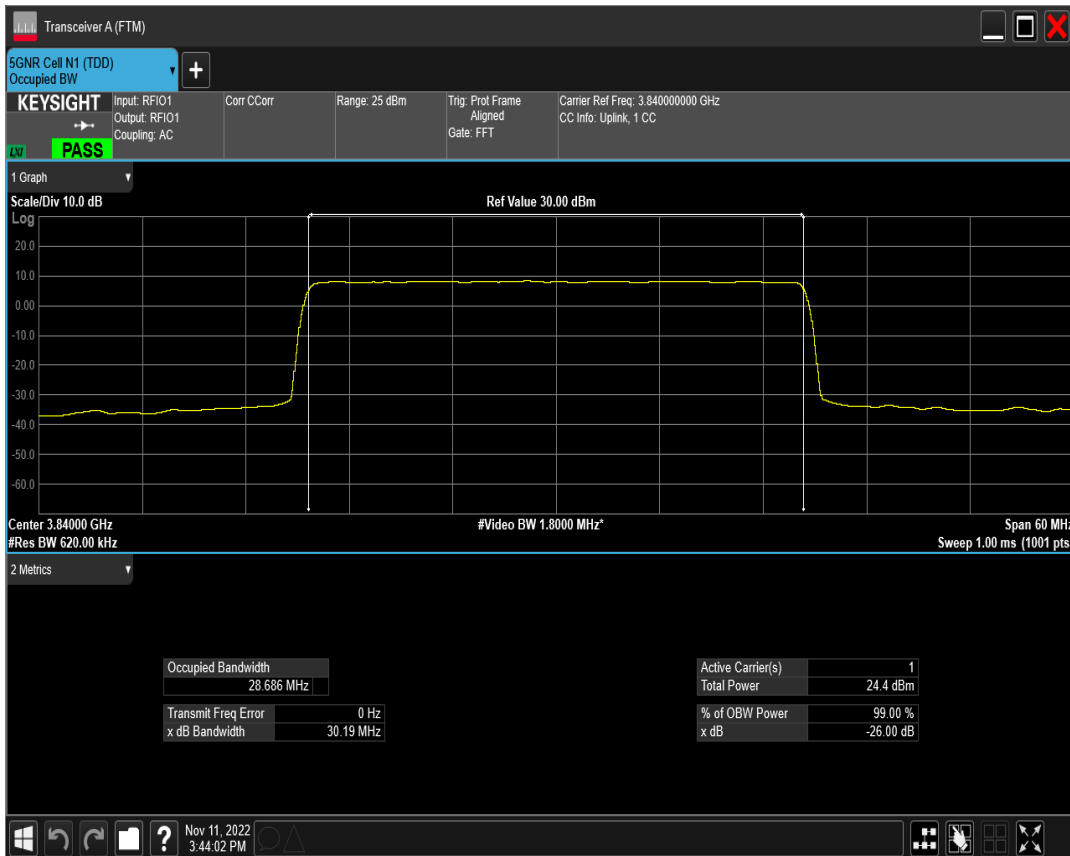 Transceiver A (FTM)
5GNR Cell N1 (TDD)
Occupied BW
+
KEYSIGHT
LXI
PASS
Input: RFIO1
Output: RFIO1
Coupling: AC
Corr CCorr
Range: 25 dBm
Trig: Prot Frame
Aligned
Gate: FFT
Carrier Ref Freq: 3.840000000 GHz
CC Info: Uplink, 1 CC
1 Graph
Scale/Div 10.0 dB
Ref Value 30.00 dBm
Log
20.0
10.0
0.00
-10.0
-20.0
-30.0
-40.0
-50.0
-60.0
Center 3.84000 GHz
#Video BW 1.8000 MHz*
Span 60 MHz
#Res BW 620.00 kHz
Sweep 1.00 ms (1001 pts
2 Metrics
Occupied Bandwidth
28.686 MHz
Transmit Freq Error 0 Hz
x dB Bandwidth 30.19 MHz
Active Carrier(s) 1
Total Power 24.4 dBm
% of OBW Power 99.00 %
x dB -26.00 dB
?
Nov 11, 2022
3:44:02 PM